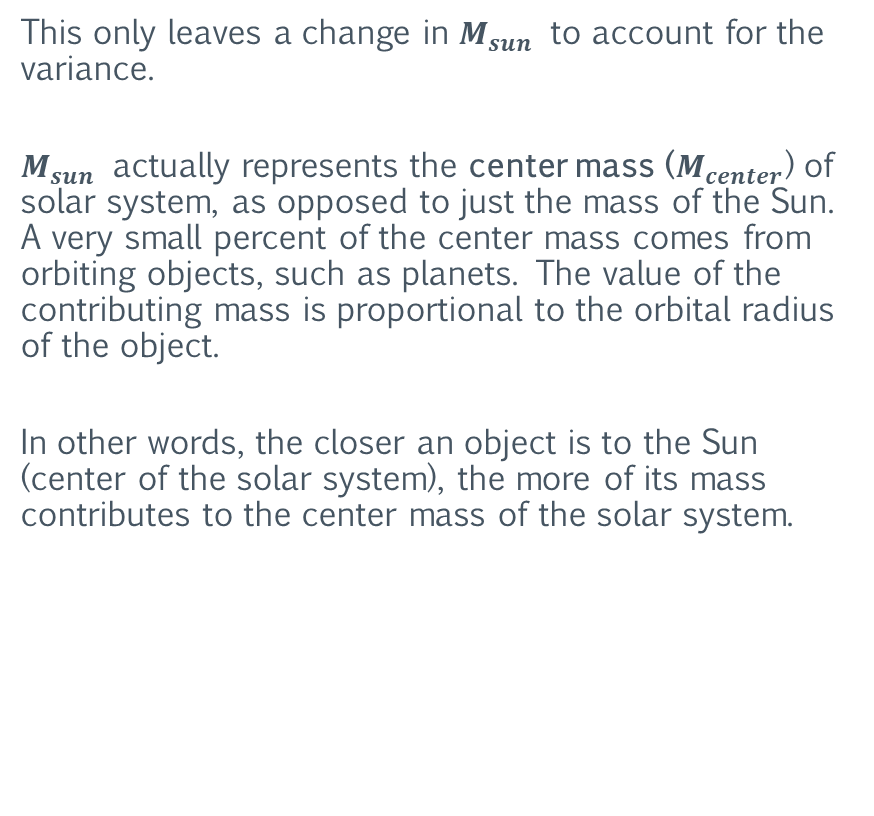 This only leaves a change in M_sun to account for the
variance.
M_sun actually represents the center mass (M_center) of
solar system, as opposed to just the mass of the Sun.
A very small percent of the center mass comes from
orbiting objects, such as planets. The value of the
contributing mass is proportional to the orbital radius
of the object.
In other words, the closer an object is to the Sun
(center of the solar system), the more of its mass
contributes to the center mass of the solar system.